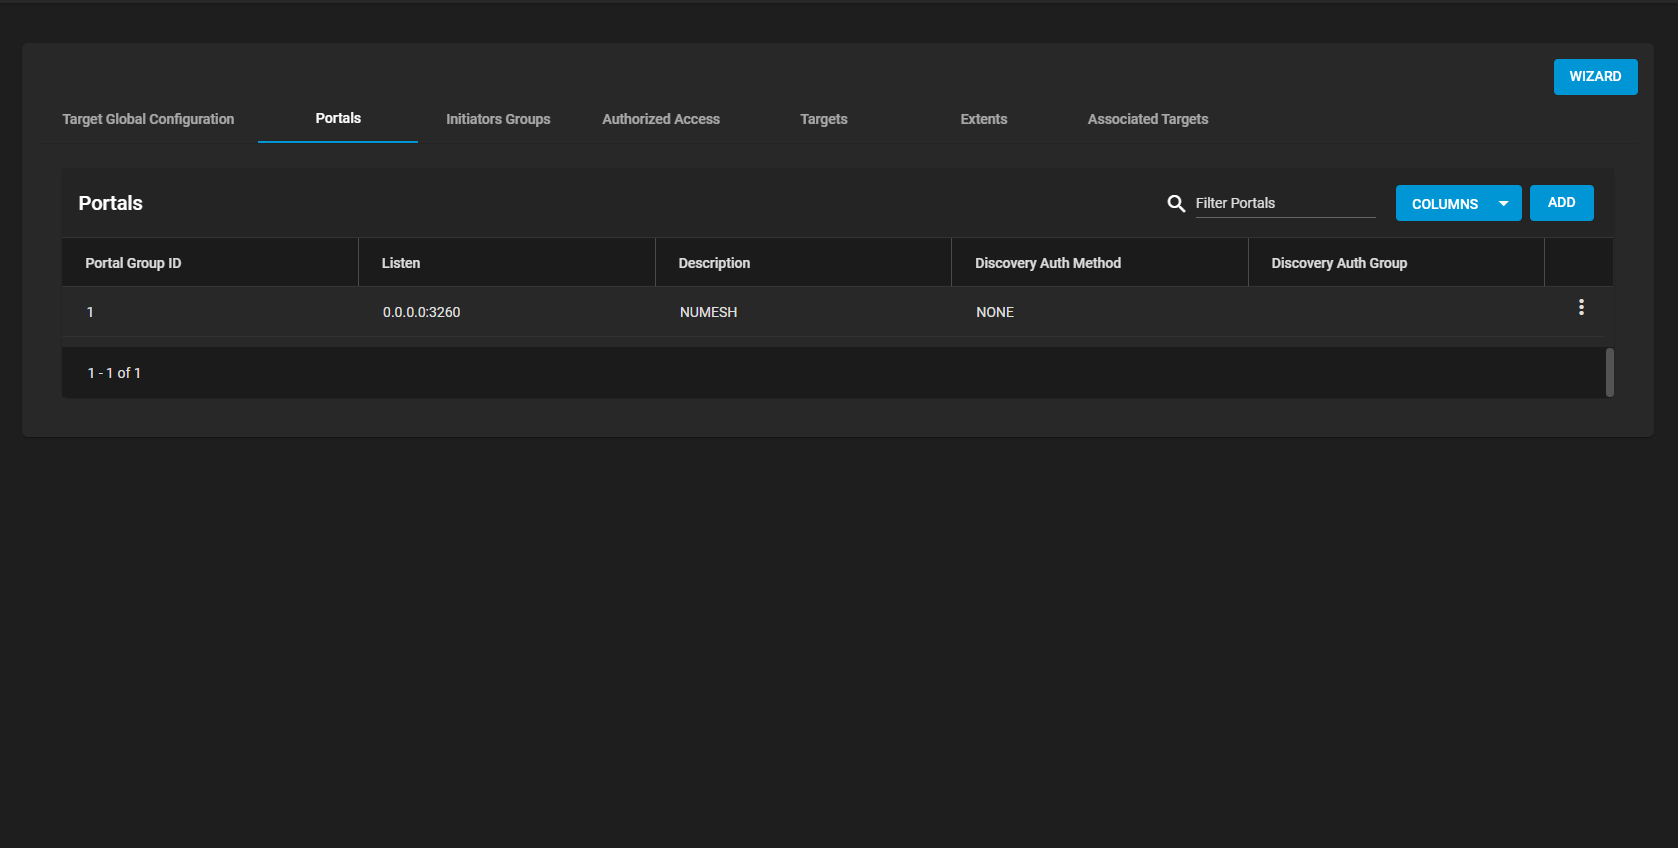 WIZARD
Target Global Configuration Portals Initiators Groups Authorized Access Targets Extents Associated Targets
Portals Filter Portals COLUMNS ADD
Portal Group ID Listen Description Discovery Auth Method Discovery Auth Group
1 0.0.0.0:3260 NUMESH NONE
1 - 1 of 1